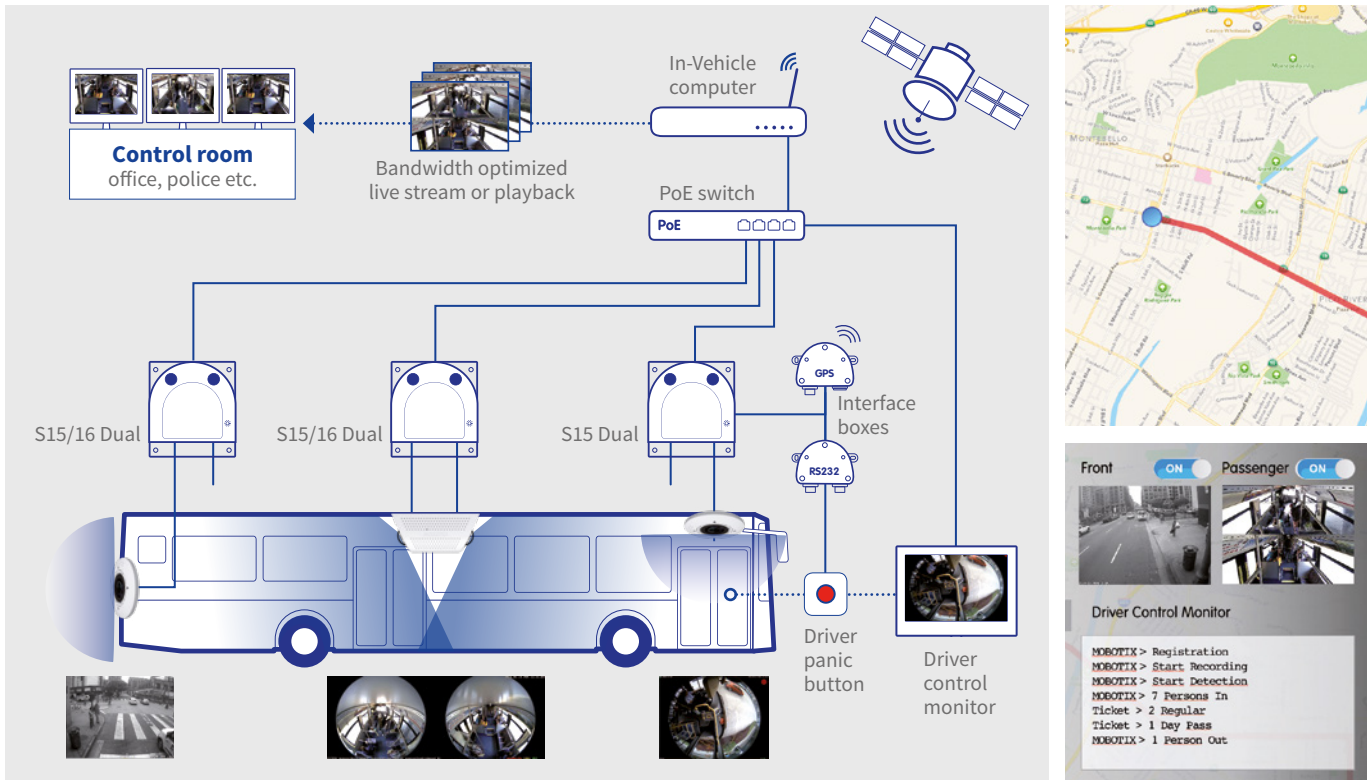 In-Vehicle
computer
Control room
office, police etc.
Bandwidth optimized
live stream or playback
PoE switch
PoE
S15/16 Dual
S15/16 Dual
S15 Dual
GPS
Interface
boxes
RS232
Driver
panic
button
Driver
control
monitor
MONTEBELLO
Front
ON
Passenger
ON
Driver Control Monitor
MOBOTIX > Registration
MOBOTIX > Start Recording
MOBOTIX > Start Detection
MOBOTIX > 7 Persons In
Ticket > 2 Regular
Ticket > 1 Day Pass
MOBOTIX > 1 Person Out